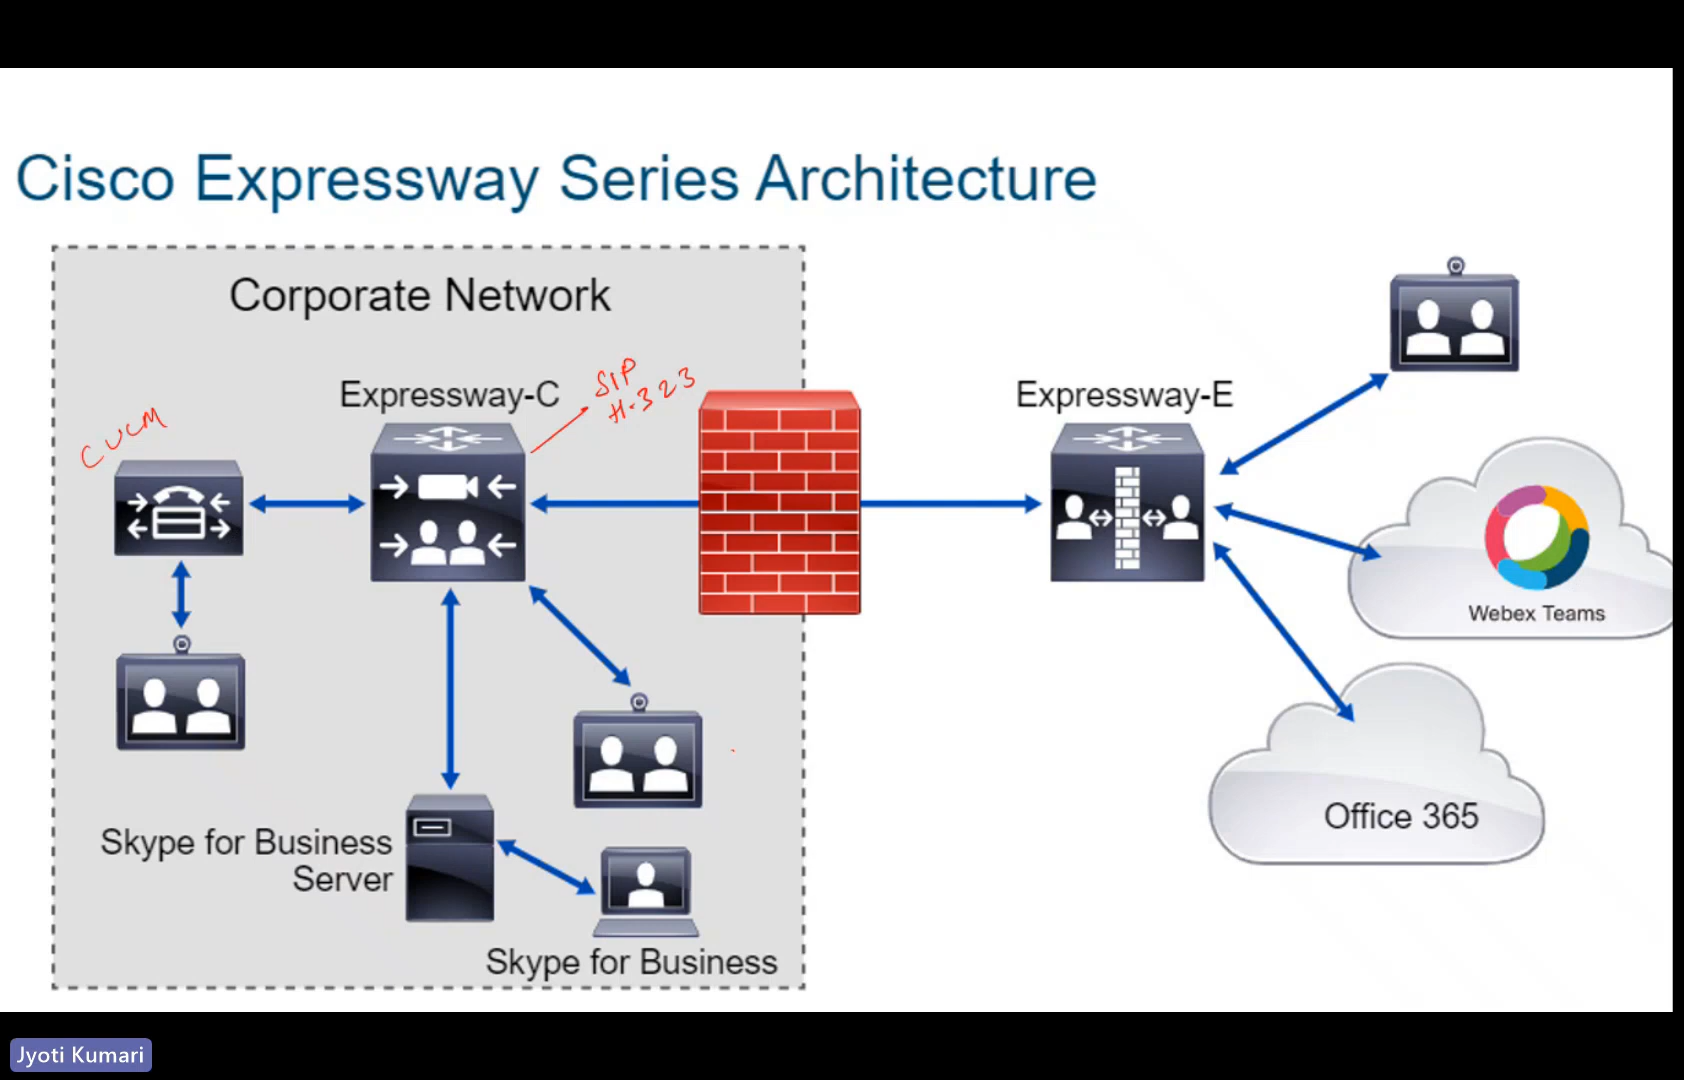 Cisco Expressway Series Architecture
Corporate Network
Expressway-C
SIP
H.323
Expressway-E
CUCM
Webex Teams
Office 365
Skype for Business
Server
Skype for Business
Jyoti Kumari